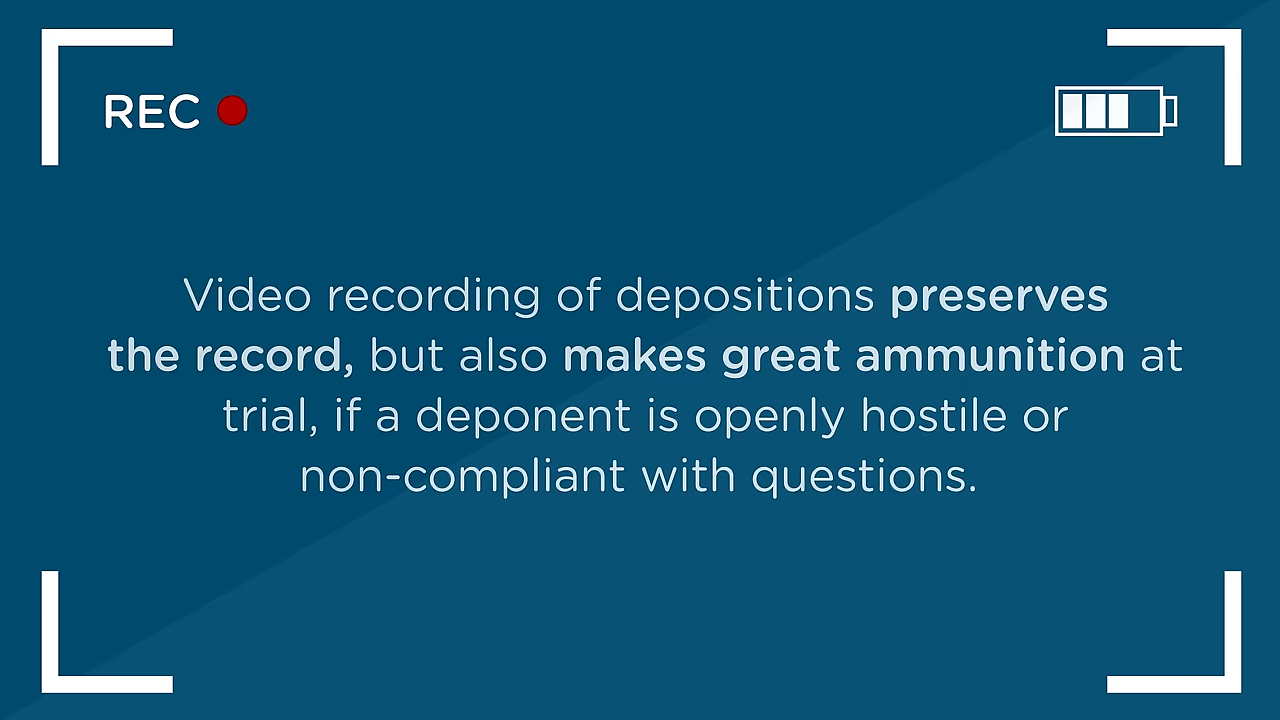 REC
Video recording of depositions preserves
the record, but also makes great ammunition at
trial, if a deponent is openly hostile or
non-compliant with questions.